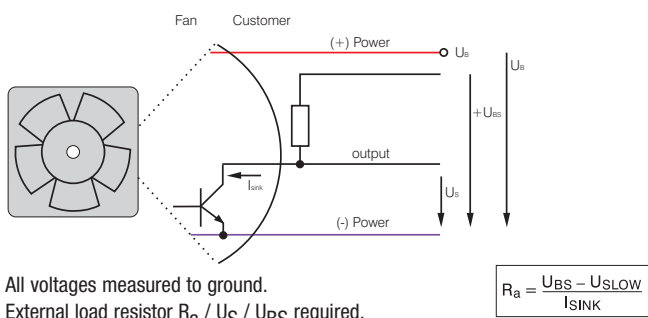 Fan Customer
(+) Power
UB
UB
+UBS
output
Isink
US
(-) Power
All voltages measured to ground.
External load resistor Ra / US / UBS required.
Ra = UBS – USLOW
ISINK